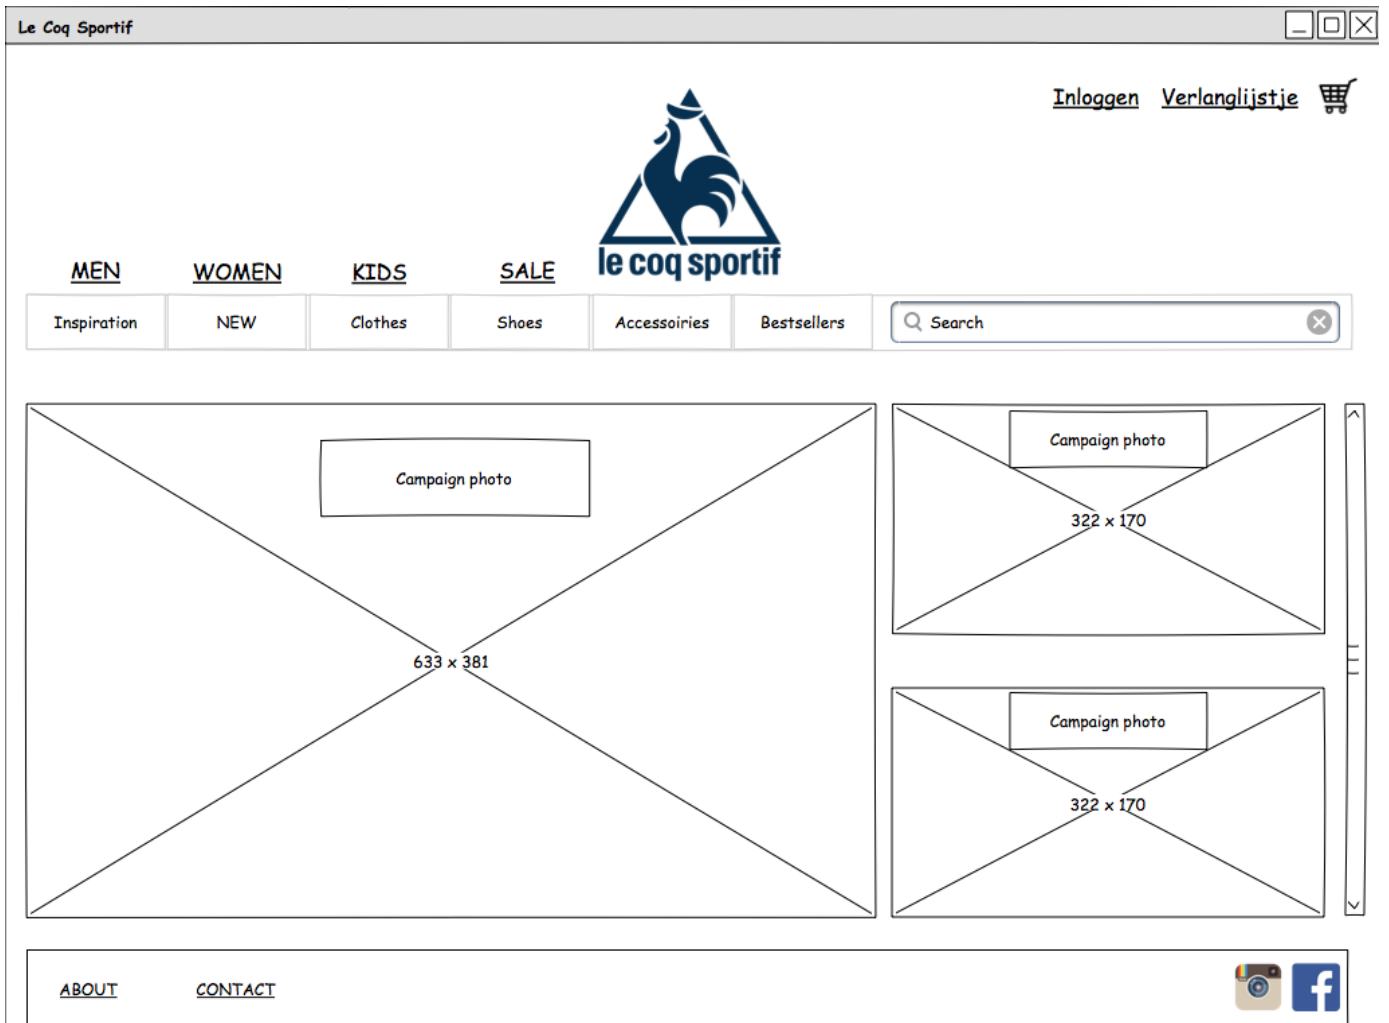 Le Coq Sportif
Inloggen Verlanglijstje
le coq sportif
MEN WOMEN KIDS SALE
Inspiration NEW Clothes Shoes Accessoiries Bestsellers Search
Campaign photo
633 x 381
Campaign photo
322 x 170
Campaign photo
322 x 170
ABOUT CONTACT